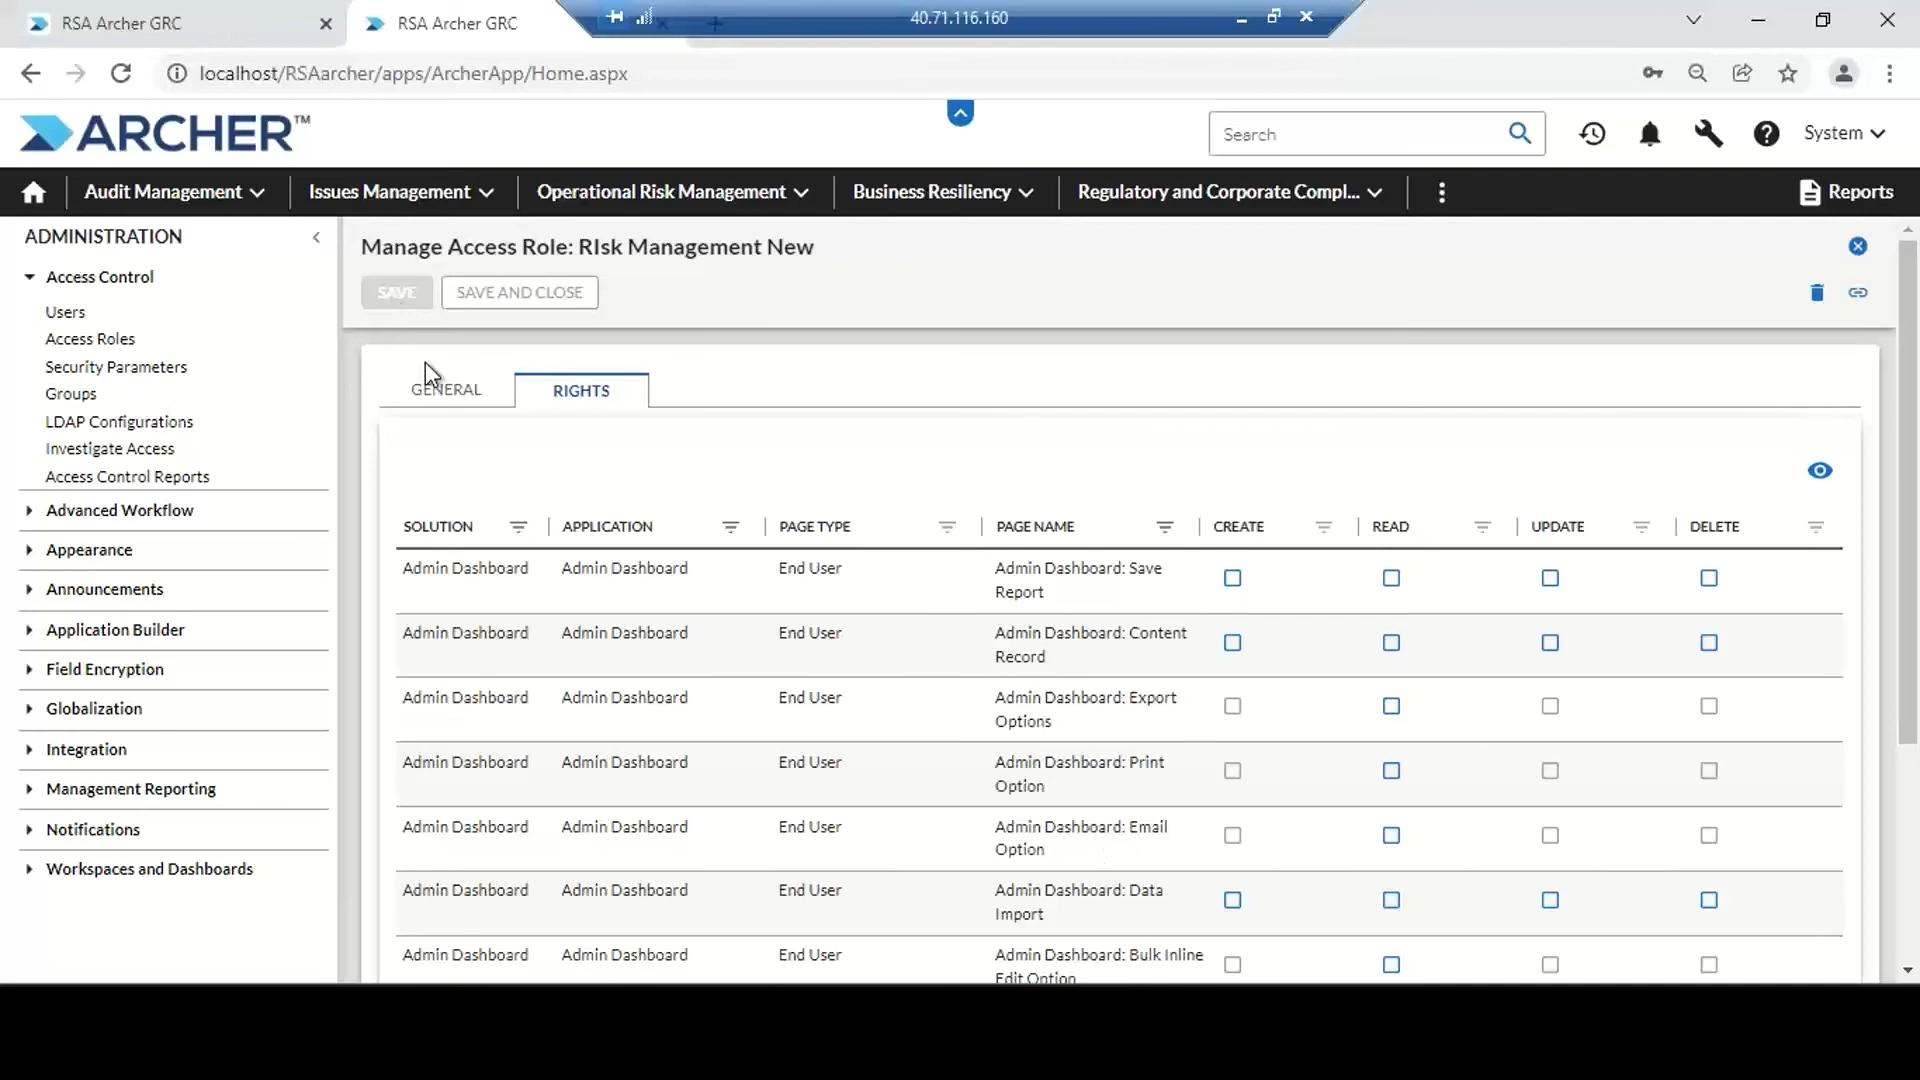 RSA Archer GRC
RSA Archer GRC
40.71.116.160
localhost/RSAarcher/apps/ArcherApp/Home.aspx
ARCHER™
Search
System
Audit Management
Issues Management
Operational Risk Management
Business Resiliency
Regulatory and Corporate Compl...
Reports
ADMINISTRATION
Access Control
Users
Access Roles
Security Parameters
Groups
LDAP Configurations
Investigate Access
Access Control Reports
Advanced Workflow
Appearance
Announcements
Application Builder
Field Encryption
Globalization
Integration
Management Reporting
Notifications
Workspaces and Dashboards
Manage Access Role: RIsk Management New
SAVE
SAVE AND CLOSE
GENERAL
RIGHTS
SOLUTION APPLICATION PAGE TYPE PAGE NAME CREATE READ UPDATE DELETE
Admin Dashboard Admin Dashboard End User Admin Dashboard: Save
Report
Admin Dashboard Admin Dashboard End User Admin Dashboard: Content
Record
Admin Dashboard Admin Dashboard End User Admin Dashboard: Export
Options
Admin Dashboard Admin Dashboard End User Admin Dashboard: Print
Option
Admin Dashboard Admin Dashboard End User Admin Dashboard: Email
Option
Admin Dashboard Admin Dashboard End User Admin Dashboard: Data
Import
Admin Dashboard Admin Dashboard End User Admin Dashboard: Bulk Inline
Edit Option